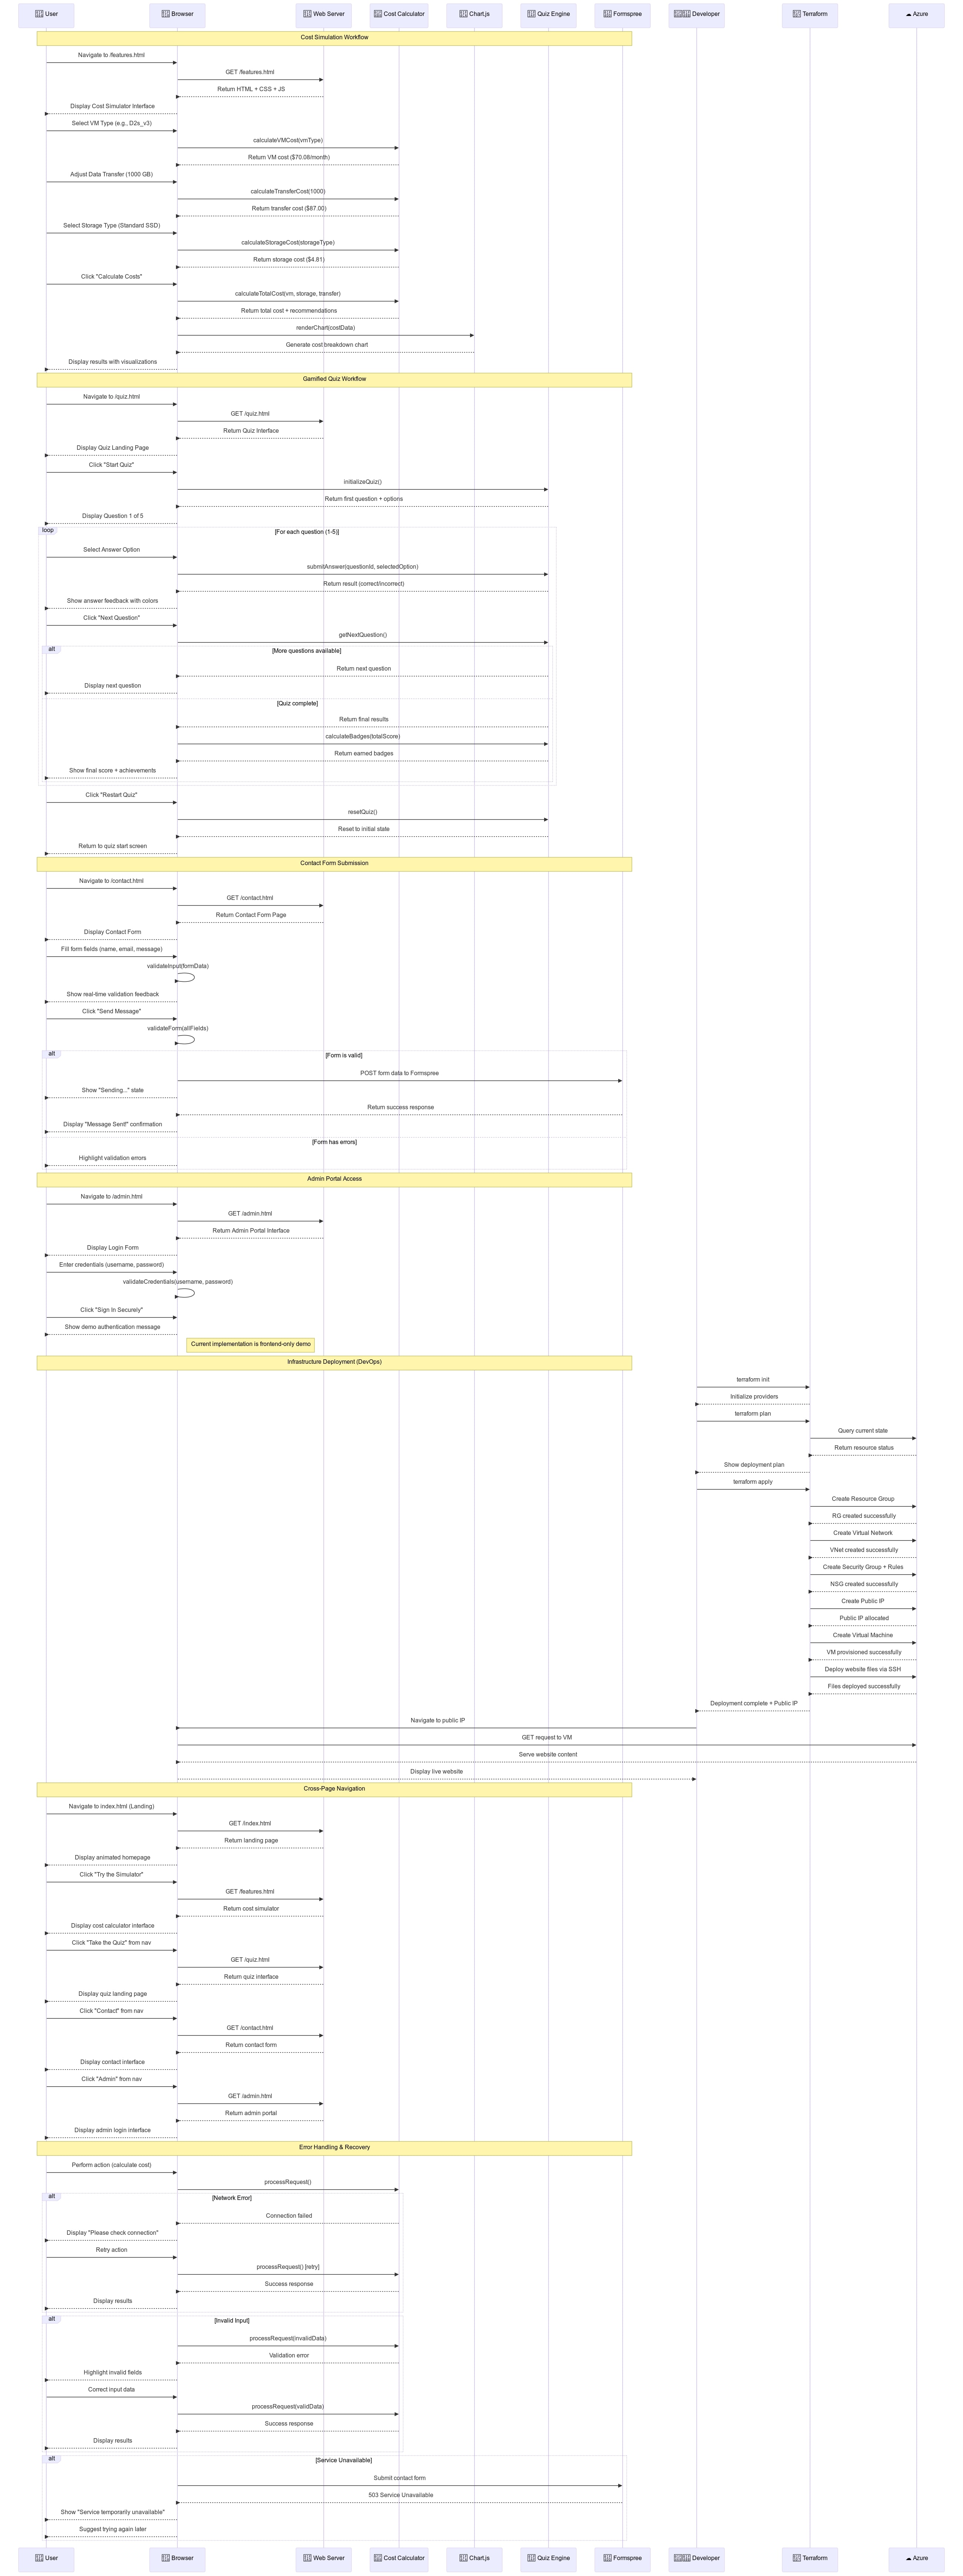 User
Browser
Web Server
Cost Calculator
Chart.js
Quiz Engine
Formspree
Developer
Terraform
Azure
Cost Simulation Workflow
Navigate to /features.html
GET /features.html
Return HTML + CSS + JS
Display Cost Simulator Interface
Select VM Type (e.g., D2s_v3)
calculateVMCost(vmType)
Return VM cost ($70.08/month)
Adjust Data Transfer (1000 GB)
calculateTransferCost(1000)
Return transfer cost ($87.00)
Select Storage Type (Standard SSD)
calculateStorageCost(storageType)
Return storage cost ($4.81)
Click "Calculate Costs"
calculateTotalCost(vm, storage, transfer)
Return total cost + recommendations
renderChart(costData)
Generate cost breakdown chart
Display results with visualizations
Gamified Quiz Workflow
Navigate to /quiz.html
GET /quiz.html
Return Quiz Interface
Display Quiz Landing Page
Click "Start Quiz"
initializeQuiz()
Return first question + options
Display Question 1 of 5
loop
[For each question (1-5)]
Select Answer Option
submitAnswer(questionId, selectedOption)
Return result (correct/incorrect)
Show answer feedback with colors
Click "Next Question"
getNextQuestion()
alt
[More questions available]
Return next question
Display next question
[Quiz complete]
Return final results
calculateBadges(totalScore)
Return earned badges
Show final score + achievements
Click "Restart Quiz"
resetQuiz()
Reset to initial state
Return to quiz start screen
Contact Form Submission
Navigate to /contact.html
GET /contact.html
Return Contact Form Page
Display Contact Form
Fill form fields (name, email, message)
validateInput(formData)
Show real-time validation feedback
Click "Send Message"
validateForm(allFields)
alt
[Form is valid]
POST form data to Formspree
Show "Sending..." state
Return success response
Display "Message Sent!" confirmation
[Form has errors]
Highlight validation errors
Admin Portal Access
Navigate to /admin.html
GET /admin.html
Return Admin Portal Interface
Display Login Form
Enter credentials (username, password)
validateCredentials(username, password)
Click "Sign In Securely"
Show demo authentication message
Current implementation is frontend-only demo
Infrastructure Deployment (DevOps)
terraform init
Initialize providers
terraform plan
Query current state
Return resource status
Show deployment plan
terraform apply
Create Resource Group
RG created successfully
Create Virtual Network
VNet created successfully
Create Security Group + Rules
NSG created successfully
Create Public IP
Public IP allocated
Create Virtual Machine
VM provisioned successfully
Deploy website files via SSH
Files deployed successfully
Deployment complete + Public IP
Navigate to public IP
GET request to VM
Serve website content
Display live website
Cross-Page Navigation
Navigate to index.html (Landing)
GET /index.html
Return landing page
Display animated homepage
Click "Try the Simulator"
GET /features.html
Return cost simulator
Display cost calculator interface
Click "Take the Quiz" from nav
GET /quiz.html
Return quiz interface
Display quiz landing page
Click "Contact" from nav
GET /contact.html
Return contact form
Display contact interface
Click "Admin" from nav
GET /admin.html
Return admin portal
Display admin login interface
Error Handling & Recovery
Perform action (calculate cost)
processRequest()
alt
[Network Error]
Connection failed
Display "Please check connection"
Retry action
processRequest() [retry]
Success response
Display results
alt
[Invalid Input]
processRequest(invalidData)
Validation error
Highlight invalid fields
Correct input data
processRequest(validData)
Success response
Display results
alt
[Service Unavailable]
Submit contact form
503 Service Unavailable
Show "Service temporarily unavailable"
Suggest trying again later
User
Browser
Web Server
Cost Calculator
Chart.js
Quiz Engine
Formspree
Developer
Terraform
Azure